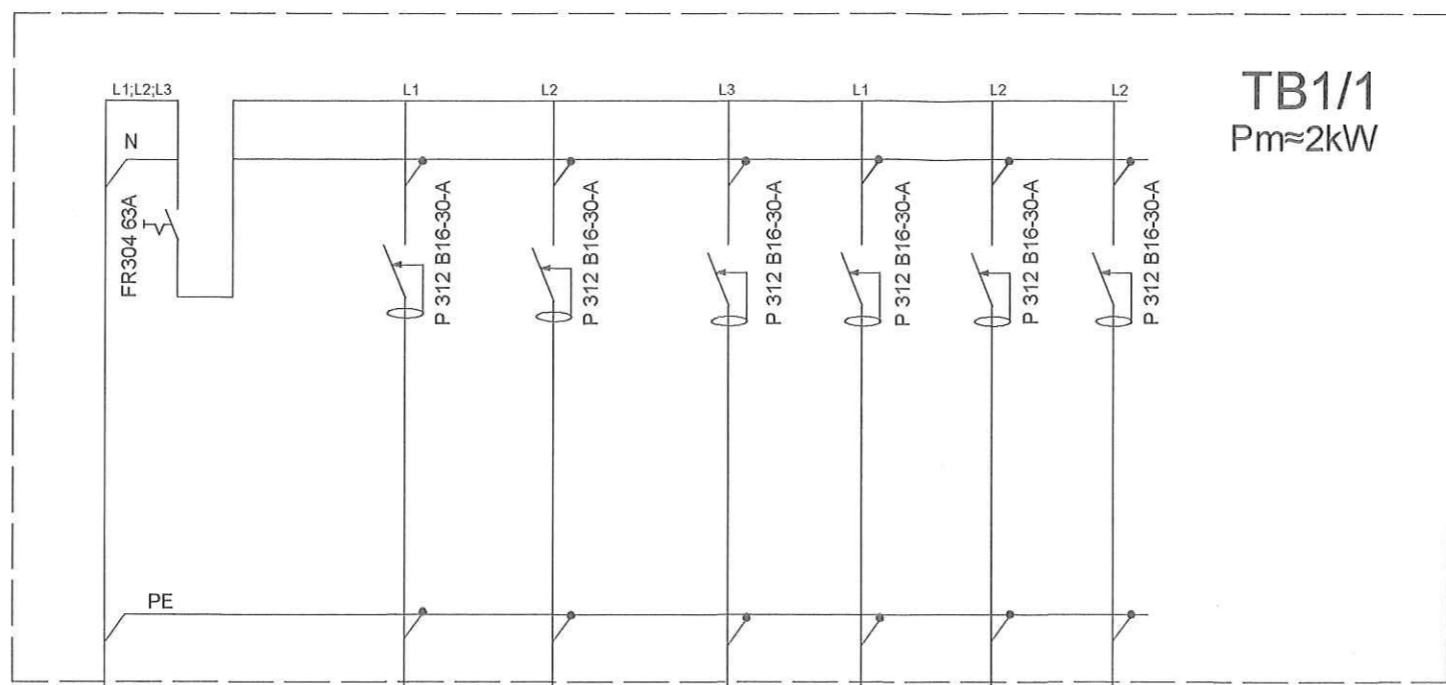 L1;L2;L3
L1
L2
L3
L1
L2
L2
TB1/1
Pm≈2kW
N
FR304 63A
P 312 B16-30-A
P 312 B16-30-A
P 312 B16-30-A
P 312 B16-30-A
P 312 B16-30-A
P 312 B16-30-A
PE